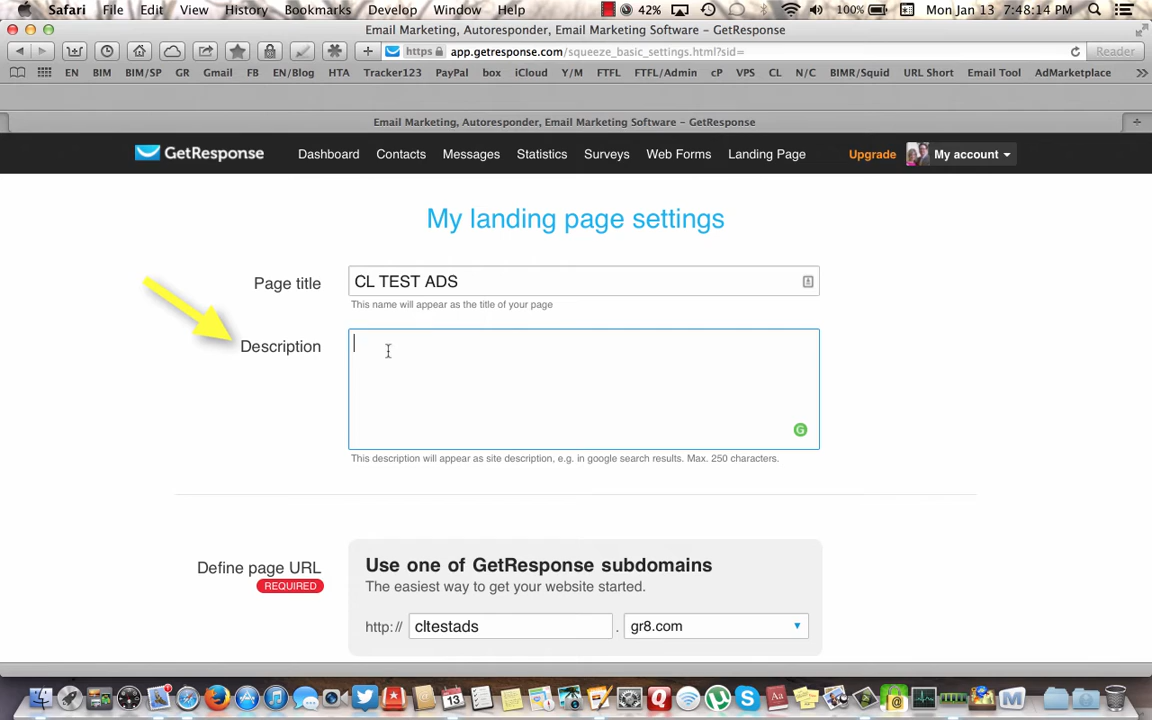 Safari File Edit View History Bookmarks Develop Window Help 42% 100% Mon Jan 13 7:48:14 PM
Email Marketing, Autoresponder, Email Marketing Software – GetResponse
https app.getresponse.com/squeeze_basic_settings.html?sid= Reader
EN BIM BIM/SP GR Gmail FB EN/Blog HTA Tracker123 PayPal box iCloud Y/M FTFL FTFL/Admin cP VPS CL N/C BIMR/Squid URL Short Email Tool AdMarketplace
Email Marketing, Autoresponder, Email Marketing Software – GetResponse
GetResponse Dashboard Contacts Messages Statistics Surveys Web Forms Landing Page Upgrade My account
My landing page settings
Page title CL TEST ADS
This name will appear as the title of your page
Description
This description will appear as site description, e.g. in google search results. Max. 250 characters.
Define page URL
REQUIRED
Use one of GetResponse subdomains
The easiest way to get your website started.
http:// cltestads . gr8.com